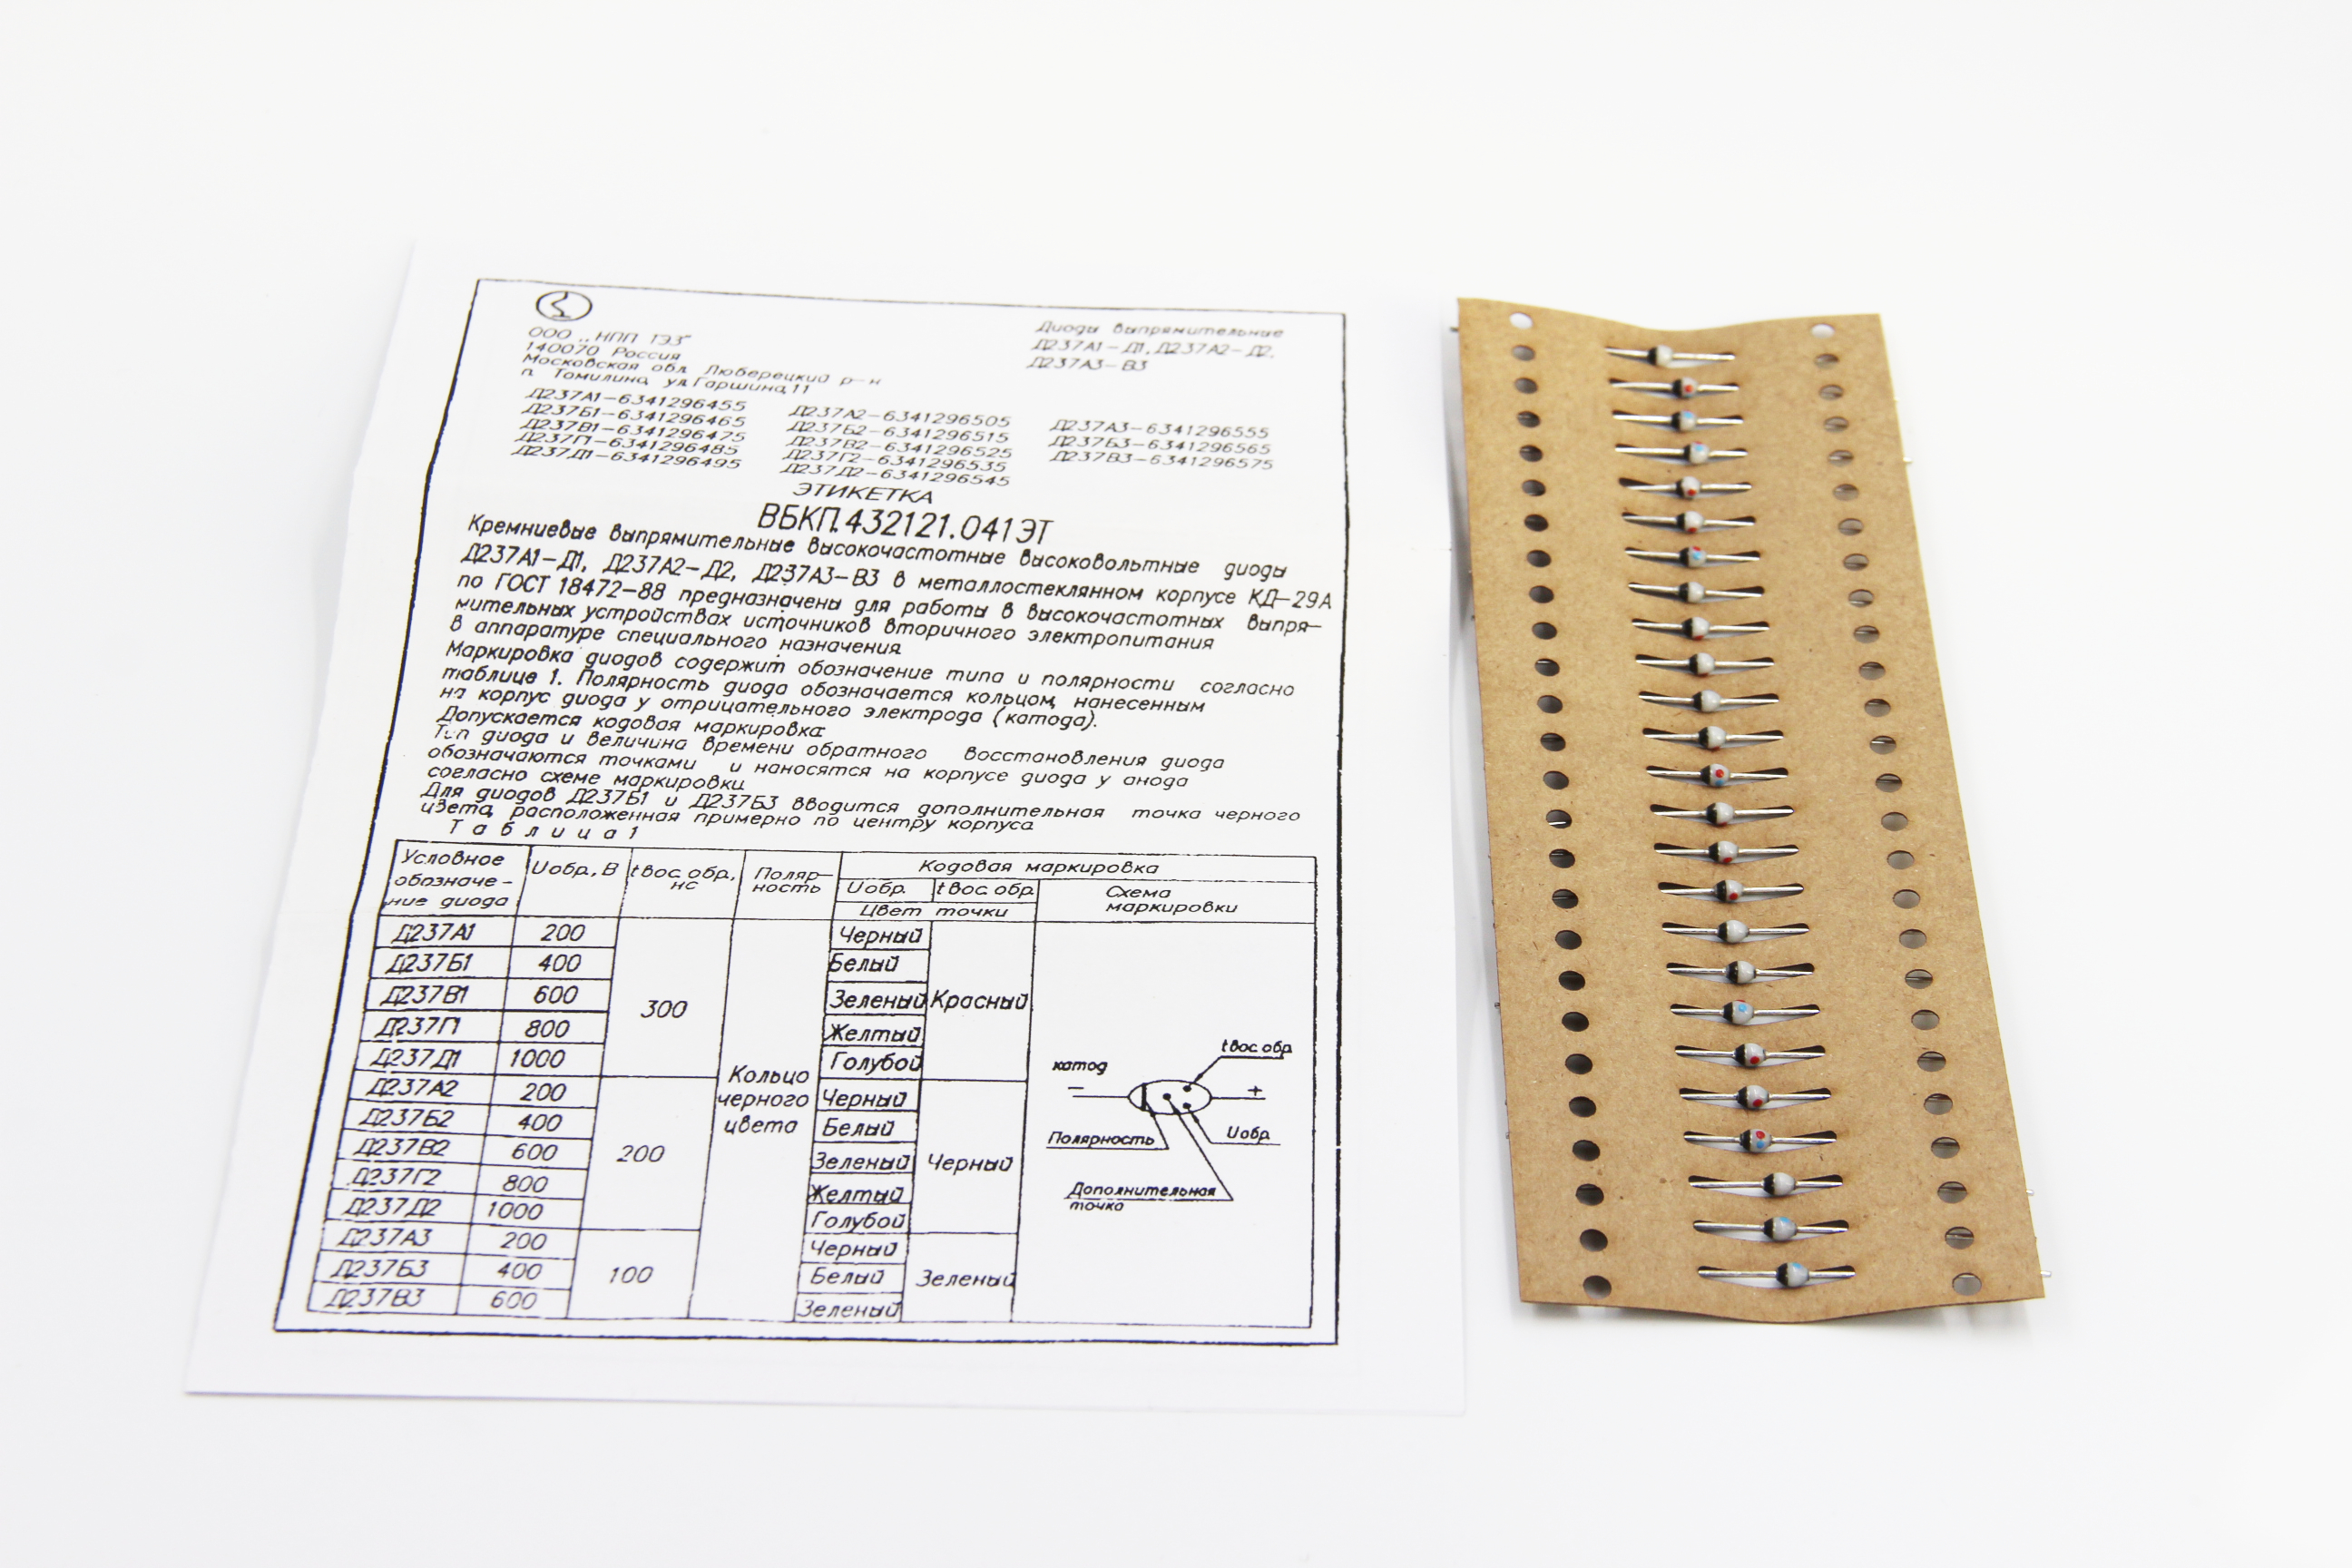 ООО „НПП ТЭЗ"
140070 Россия
Московская обл. Люберецкий р-н
п. Томилино, ул.Гаршина,11
Диоды выпрямительные
Д237А1-Д1, Д237А2-Д2,
Д237А3-В3
Д237А1-6341296455
Д237Б1-6341296465
Д237В1-6341296475
Д237Г1-6341296485
Д237Д1-6341296495
Д237А2-6341296505
Д237Б2-6341296515
Д237В2-6341296525
Д237Г2-6341296535
Д237Д2-6341296545
Д237А3-6341296555
Д237Б3-6341296565
Д237В3-6341296575
ЭТИКЕТКА
ВБКП.432121.041ЭТ
Кремниевые выпрямительные высокочастотные высоковольтные диоды
Д237А1-Д1, Д237А2-Д2, Д237А3-В3 в металлостеклянном корпусе КД-29А
по ГОСТ 18472-88 предназначены для работы в высокочастотных выпря-
мительных устройствах источников вторичного электропитания
в аппаратуре специального назначения.
Маркировка диодов содержит обозначение типа и полярности согласно
таблице 1. Полярность диода обозначается кольцом, нанесенным
на корпус диода у отрицательного электрода (катода).
Допускается кодовая маркировка:
Тип диода и величина времени обратного восстановления диода
обозначаются точками и наносятся на корпусе диода у анода
согласно схеме маркировки.
Для диодов Д237Б1 и Д237Б3 вводится дополнительная точка черного
цвета, расположенная примерно по центру корпуса.
Таблица 1
Условное обозначе-ние диода Uобр., В tвос.обр., нс Поляр-ность Кодовая маркировка
Uобр. tвос.обр. Схема маркировки
Цвет точки
Д237А1 200 300 Кольцо черного цвета Черный Красный
Д237Б1 400 Белый
Д237В1 600 Зеленый
Д237Г1 800 Желтый
Д237Д1 1000 Голубой
Д237А2 200 200 Черный Черный
Д237Б2 400 Белый
Д237В2 600 Зеленый
Д237Г2 800 Желтый
Д237Д2 1000 Голубой
Д237А3 200 100 Черный Зеленый
Д237Б3 400 Белый
Д237В3 600 Зеленый
tвос.обр.
катод
− +
Полярность
Uобр.
Дополнительная
точка